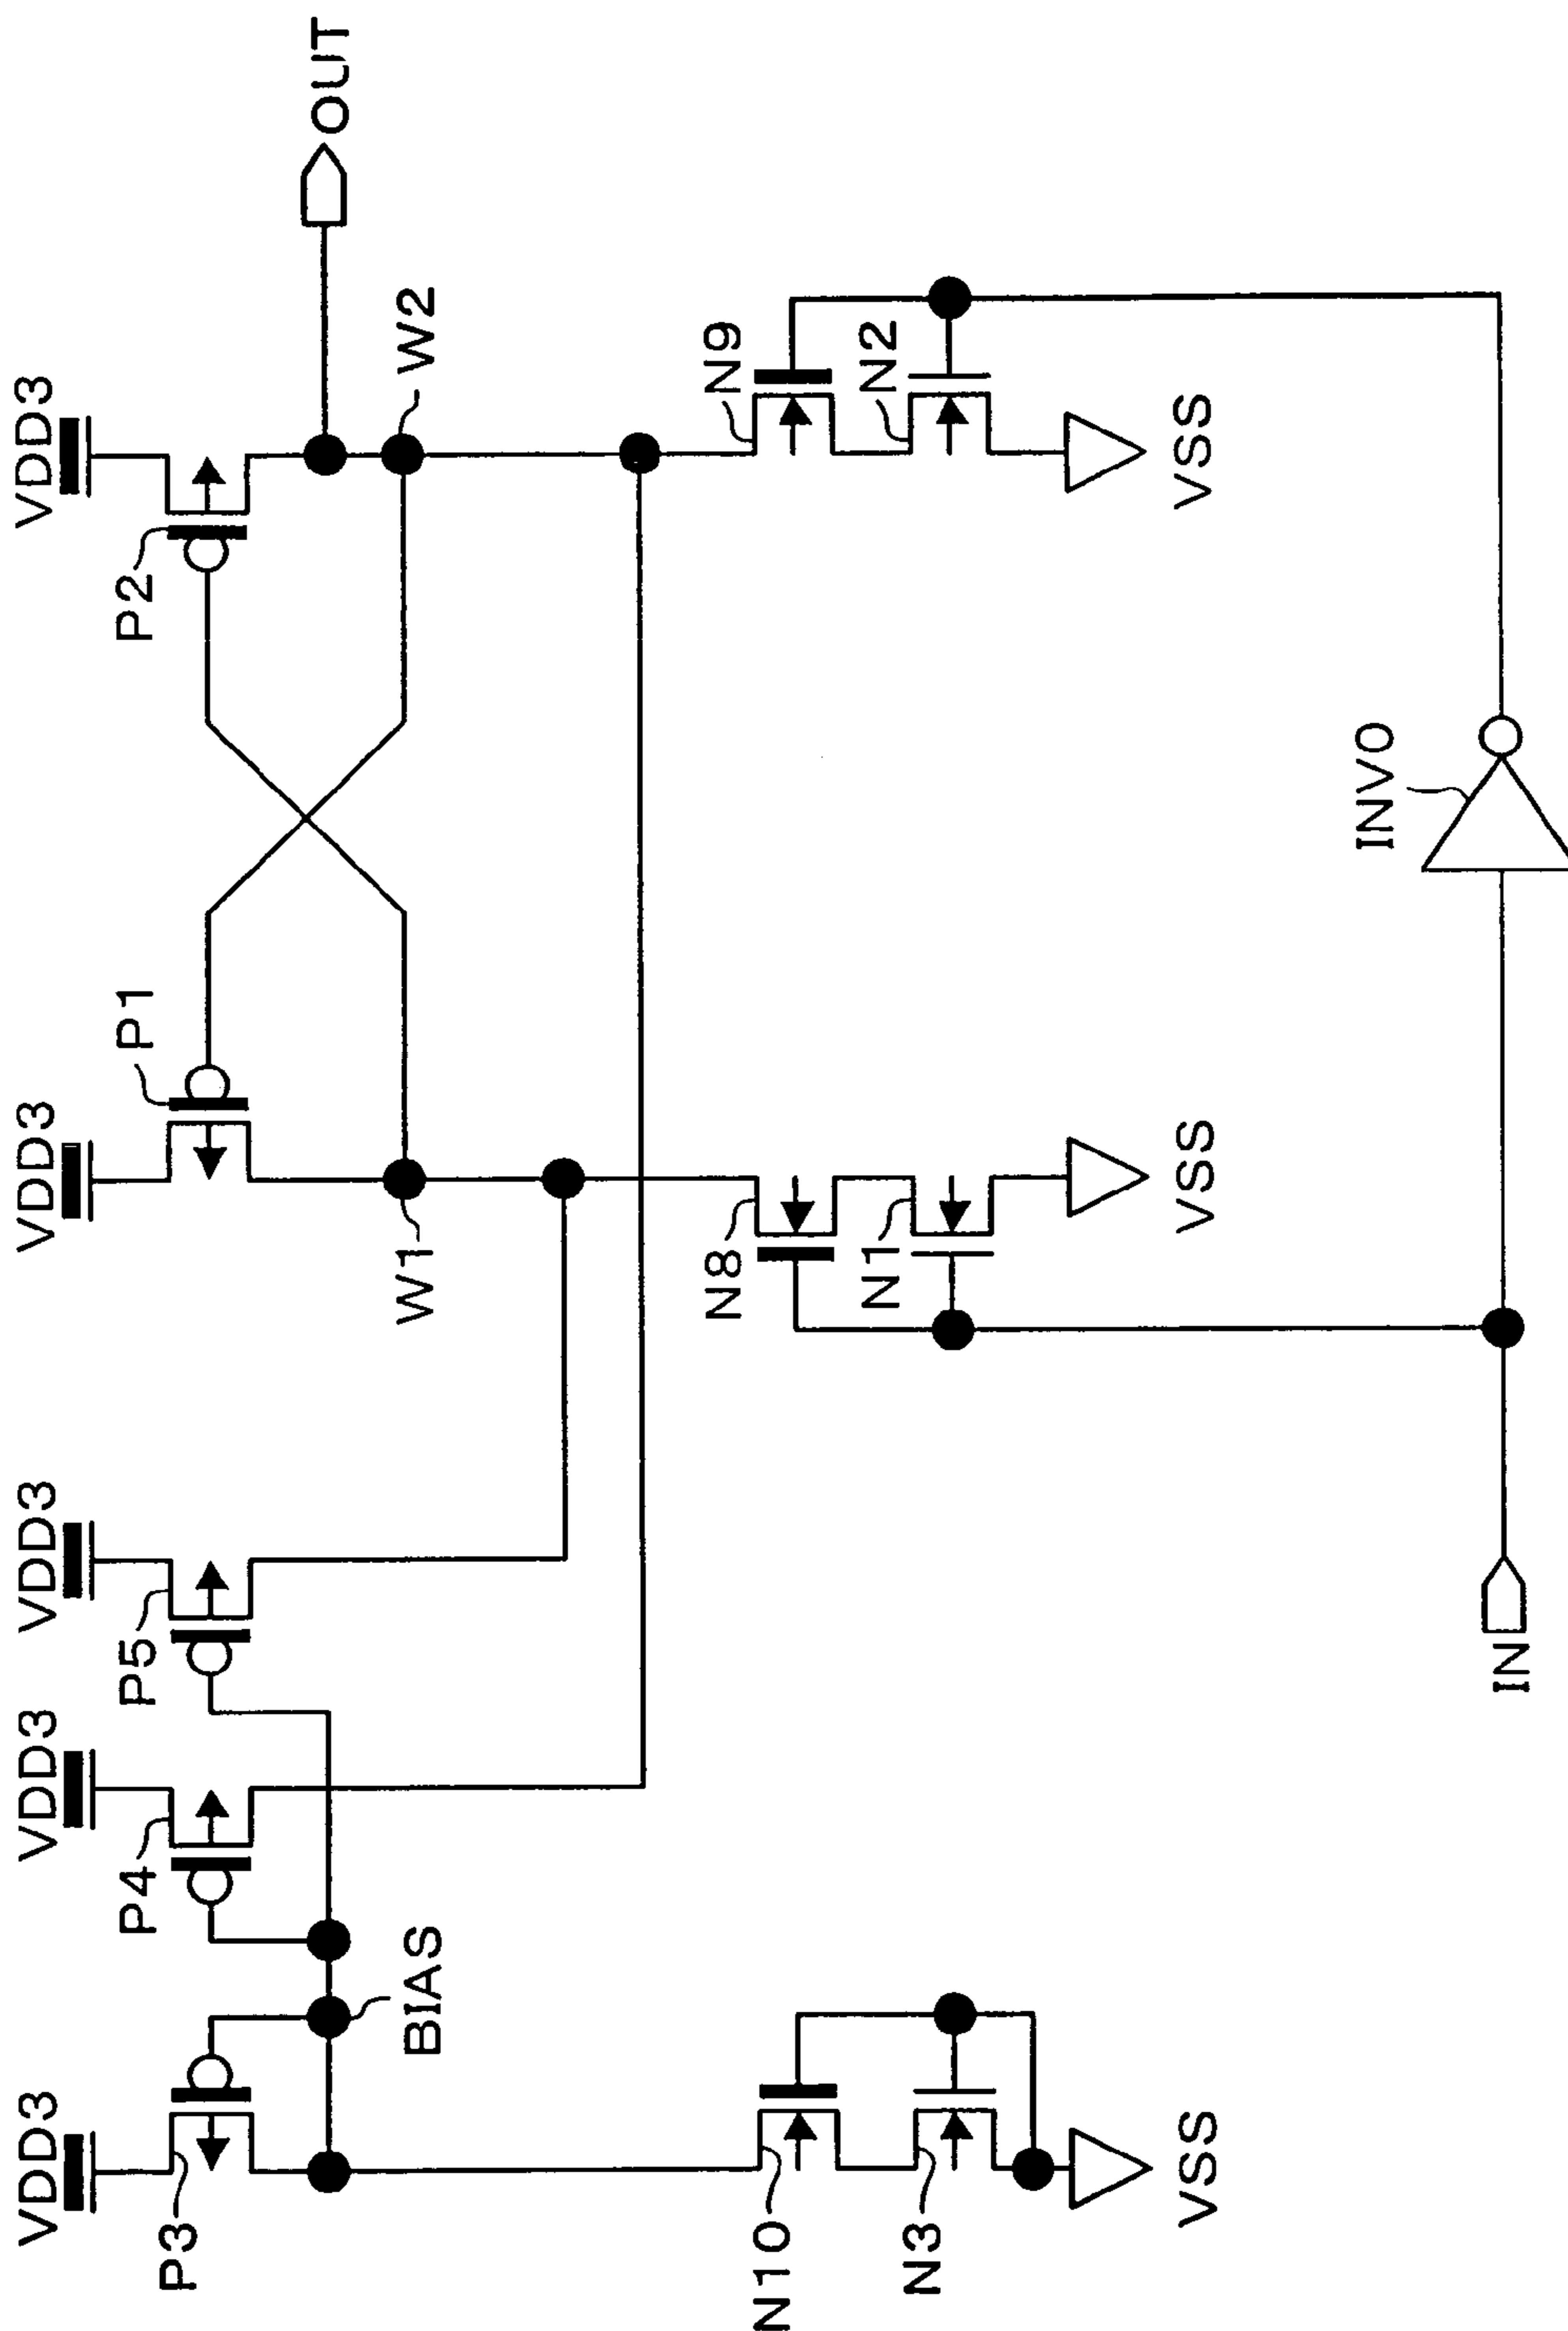 VDD3
VDD3
VDD3
VDD3
VDD3
P3
P4
P5
P1
P2
OUT
BIAS
W1
W2
N10
N8
N9
N3
N1
N2
VSS
VSS
VSS
INV0
IN